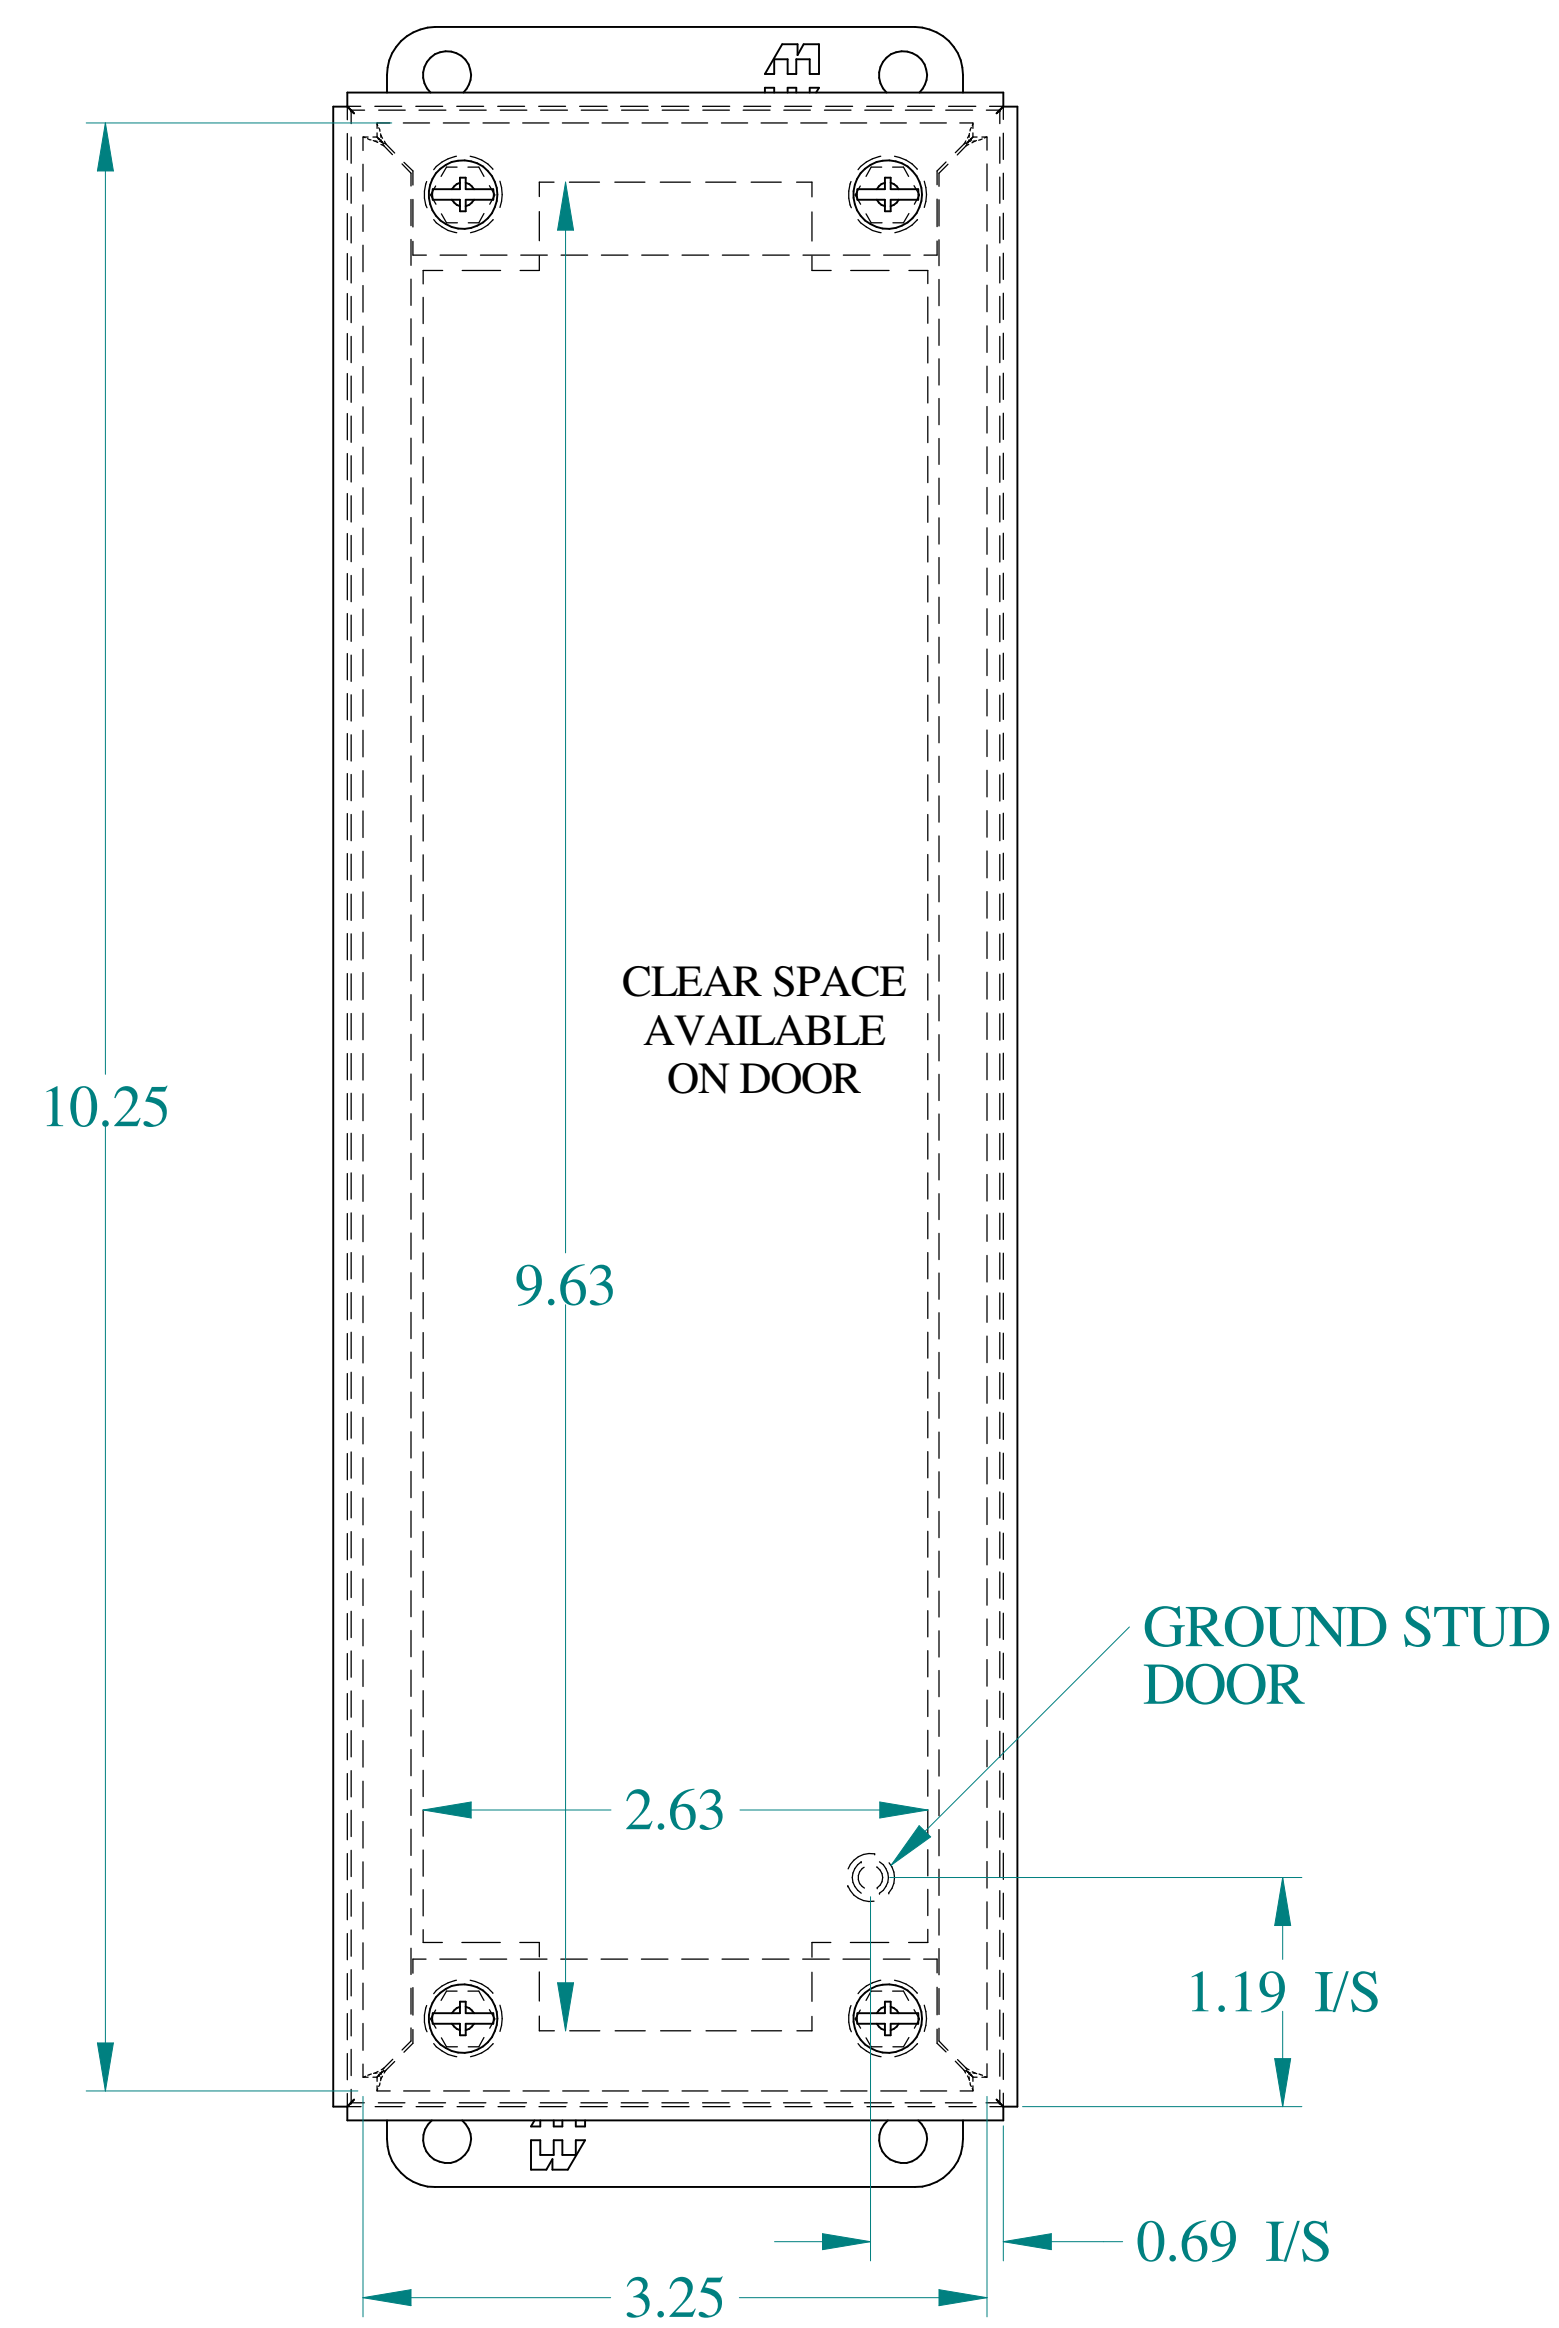 CLEAR SPACE
AVAILABLE
ON DOOR
10.25
9.63
GROUND STUD
DOOR
2.63
1.19 I/S
0.69 I/S
3.25